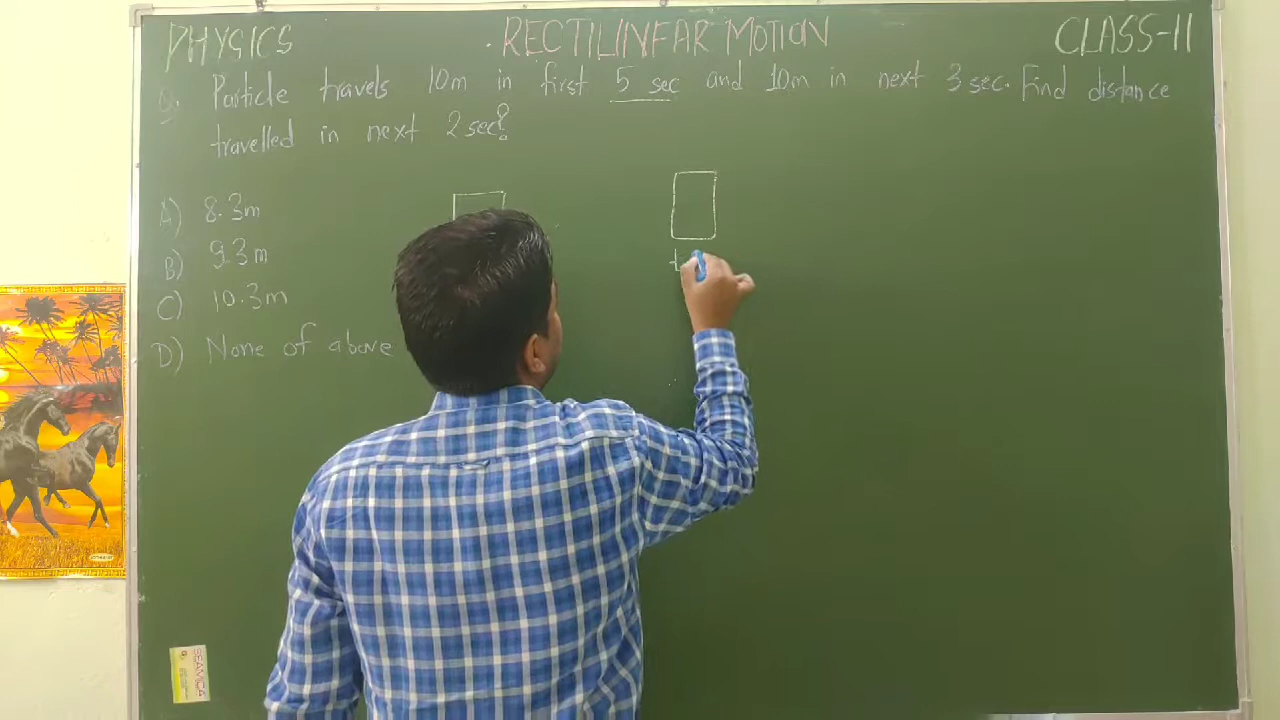 PHYSICS RECTILINEAR MOTION CLASS-11
Q. Particle travels 10m in first 5 sec and 10m in next 3 sec. Find distance
travelled in next 2 sec?
A) 8.3m
B) 9.3m
C) 10.3m
D) None of above
t